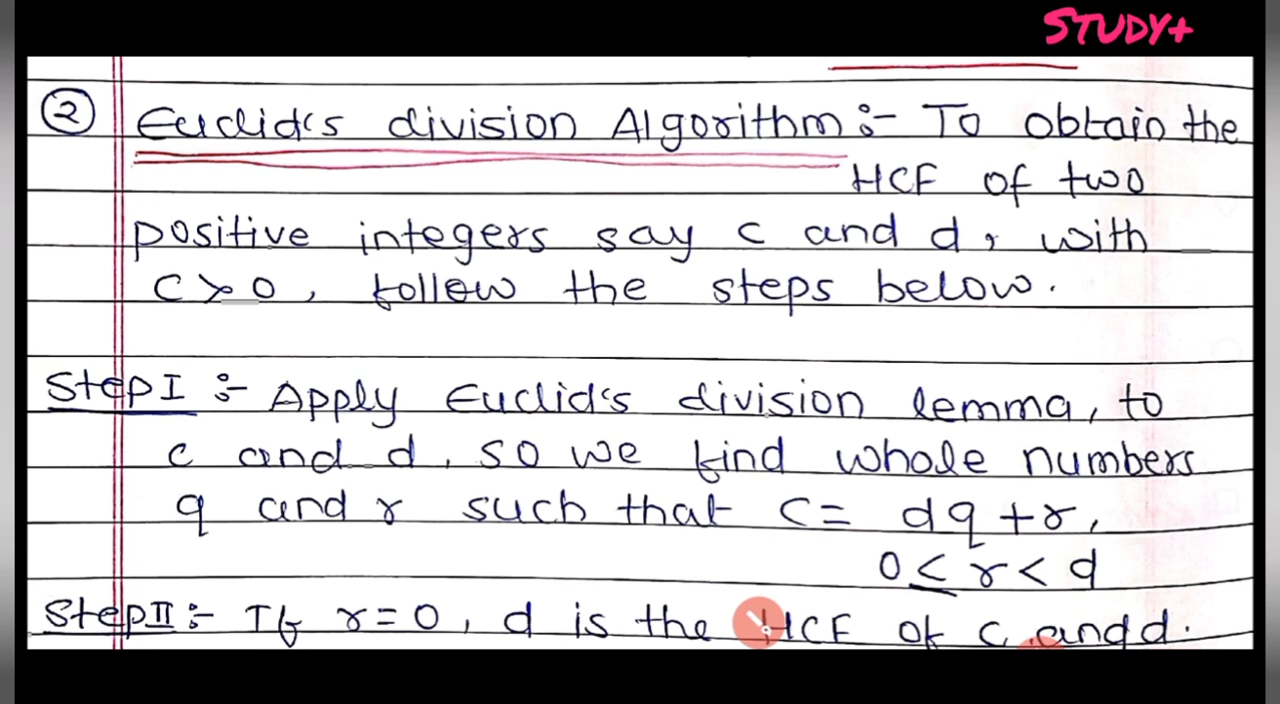 STUDY+
② Euclid's division Algorithm :- To obtain the
HCF of two
positive integers say c and d, with
c > 0, follow the steps below.
Step I :- Apply Euclid's division lemma, to
c and d, so we find whole numbers
q and r such that c = dq + r,
0 ≤ r < d
Step II :- If r = 0, d is the HCF of c and d.